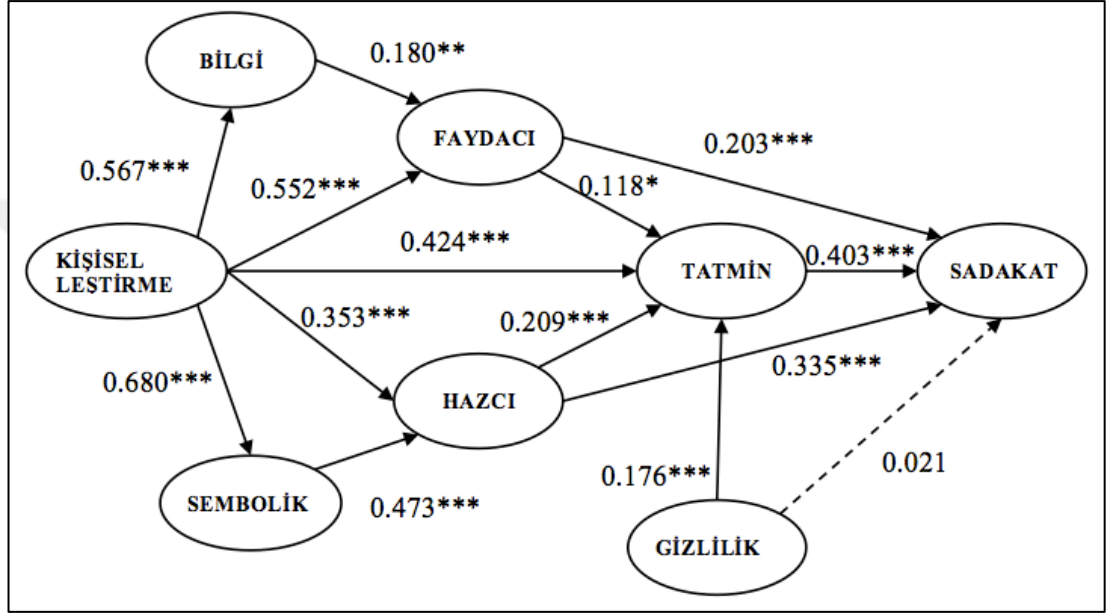 BİLGİ
0.180**
FAYDACI
0.203***
0.567***
0.552***
0.118*
0.424***
KİŞİSEL
LEŞTİRME
TATMİN
0.403***
SADAKAT
0.353***
0.209***
0.680***
HAZCI
0.335***
SEMBOLİK
0.473***
0.176***
0.021
GİZLİLİK